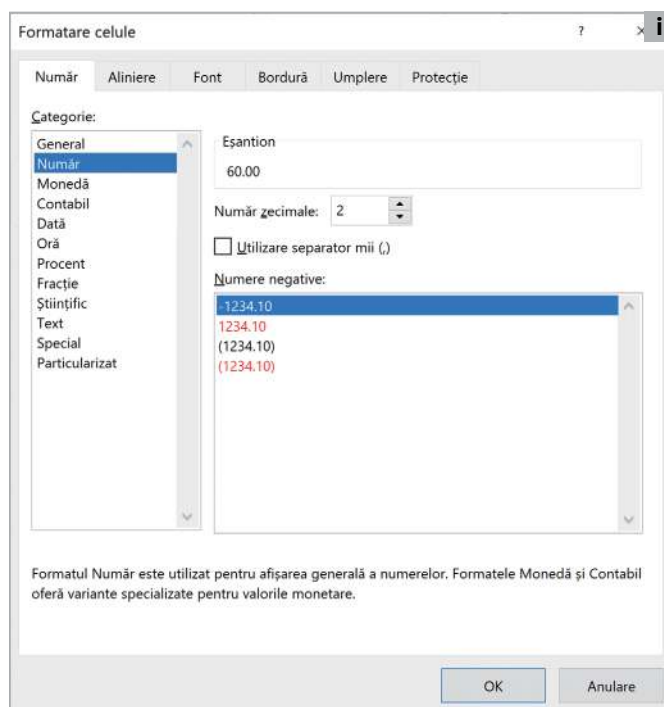 Formatare celule ? × i
Număr Aliniere Font Bordură Umplere Protecție
Categorie:
General
Număr
Monedă
Contabil
Dată
Oră
Procent
Fracție
Științific
Text
Special
Particularizat
Eșantion
60.00
Număr zecimale: 2
Utilizare separator mii (,)
Numere negative:
-1234.10
1234.10
(1234.10)
(1234.10)
Formatul Număr este utilizat pentru afișarea generală a numerelor. Formatele Monedă și Contabil
oferă variante specializate pentru valorile monetare.
OK Anulare